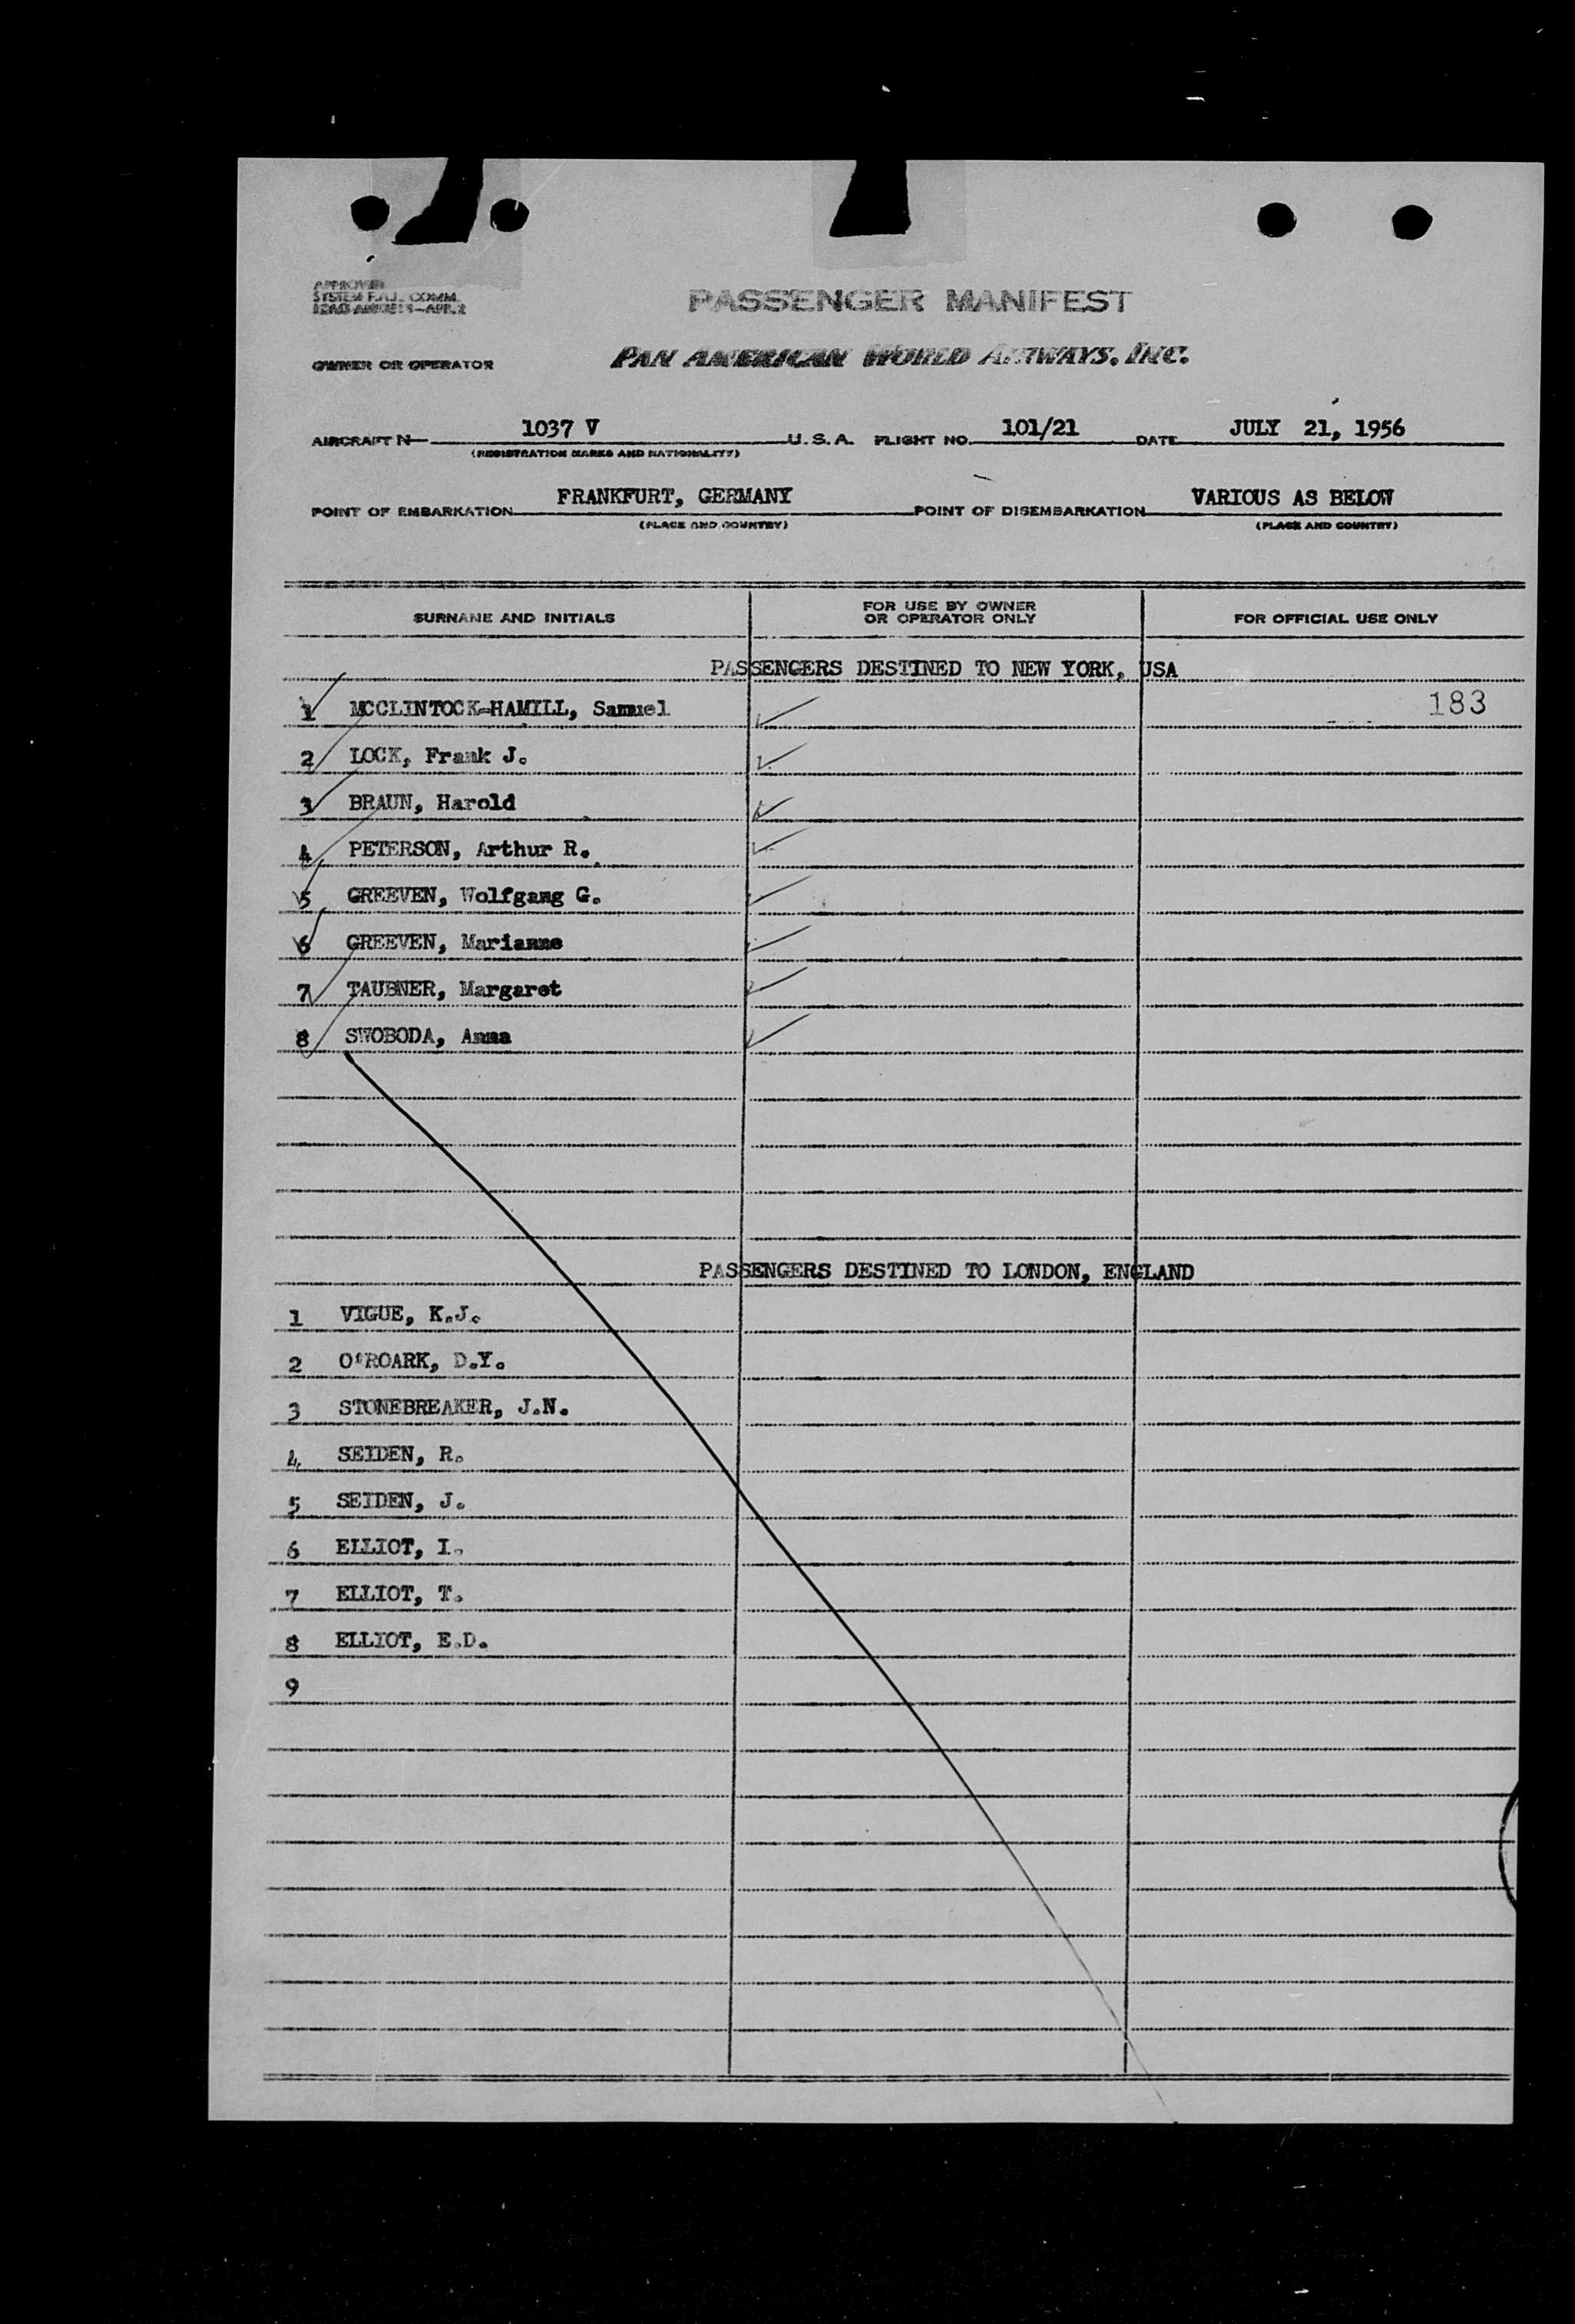 APPROVED
SYSTEM F.A.J. COMM.
PASSENGER MANIFEST
OWNER OR OPERATOR PAN AMERICAN WORLD AIRWAYS, INC.
AIRCRAFT N 1037 V U.S.A. FLIGHT NO. 101/21 DATE JULY 21, 1956
(REGISTRATION MARKS AND NATIONALITY)
POINT OF EMBARKATION FRANKFURT, GERMANY POINT OF DISEMBARKATION VARIOUS AS BELOW
(PLACE AND COUNTRY) (PLACE AND COUNTRY)
SURNAME AND INITIALS FOR USE BY OWNER OR OPERATOR ONLY FOR OFFICIAL USE ONLY
PASSENGERS DESTINED TO NEW YORK, USA
1 MCCLINTOCK-HAMILL, Samuel 183
2 LOCK, Frank J.
3 BRAUN, Harold
4 PETERSON, Arthur R.
5 GREEVEN, Wolfgang G.
6 GREEVEN, Marianne
7 TAUBNER, Margaret
8 SWOBODA, Anna
PASSENGERS DESTINED TO LONDON, ENGLAND
1 VIGUE, K.J.
2 O'ROARK, D.Y.
3 STONEBREAKER, J.N.
4 SEIDEN, R.
5 SEIDEN, J.
6 ELLIOT, I.
7 ELLIOT, T.
8 ELLIOT, E.D.
9